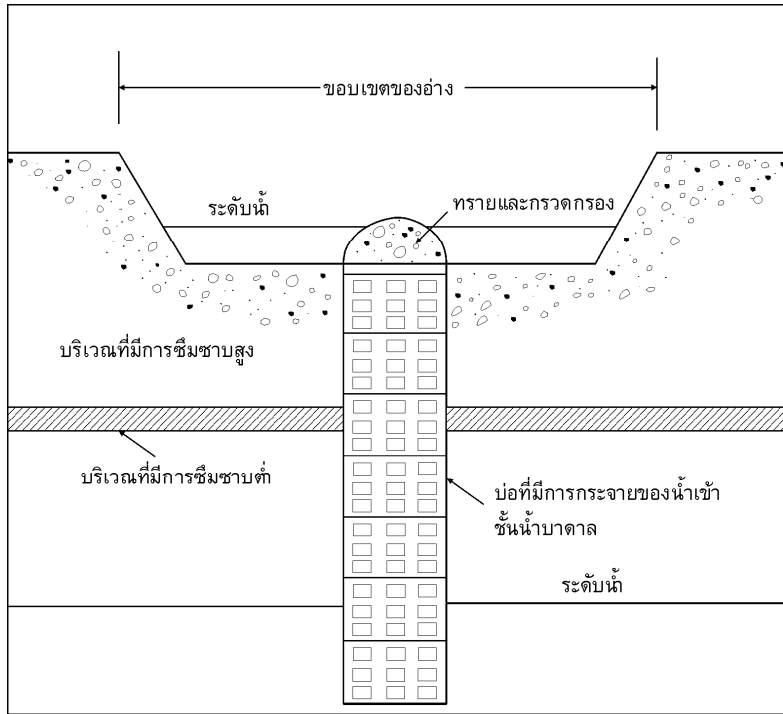 ขอบเขตของอ่าง
ระดับน้ำ
ทรายและกรวดกรอง
บริเวณที่มีการซึมซาบสูง
บริเวณที่มีการซึมซาบต่ำ
บ่อที่มีการกระจายของน้ำเข้า
ชั้นน้ำบาดาล
ระดับน้ำ